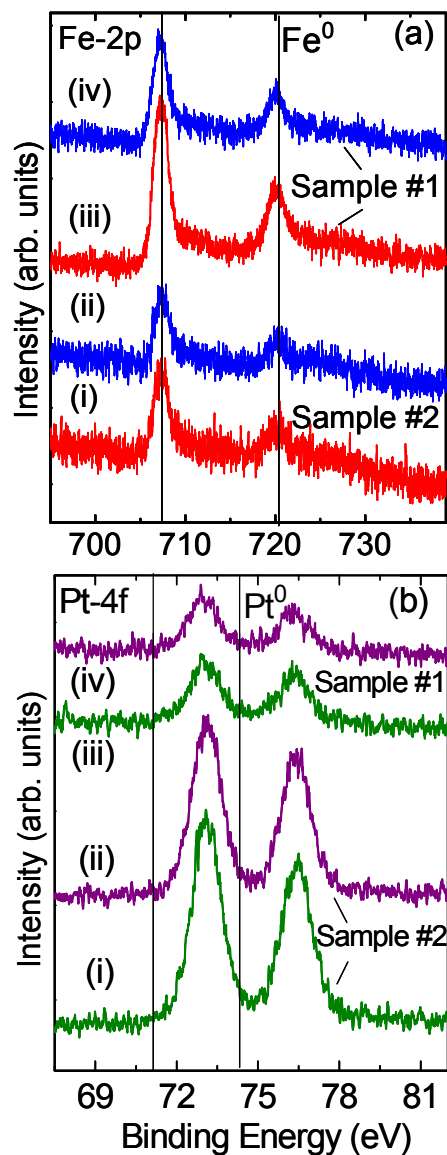 Fe-2p
Fe⁰
(a)
(iv)
Sample #1
(iii)
(ii)
(i)
Sample #2
Intensity (arb. units)
700 710 720 730
Pt-4f
Pt⁰
(b)
Sample #1
(iv)
(iii)
(ii)
Sample #2
(i)
Intensity (arb. units)
69 72 75 78 81
Binding Energy (eV)